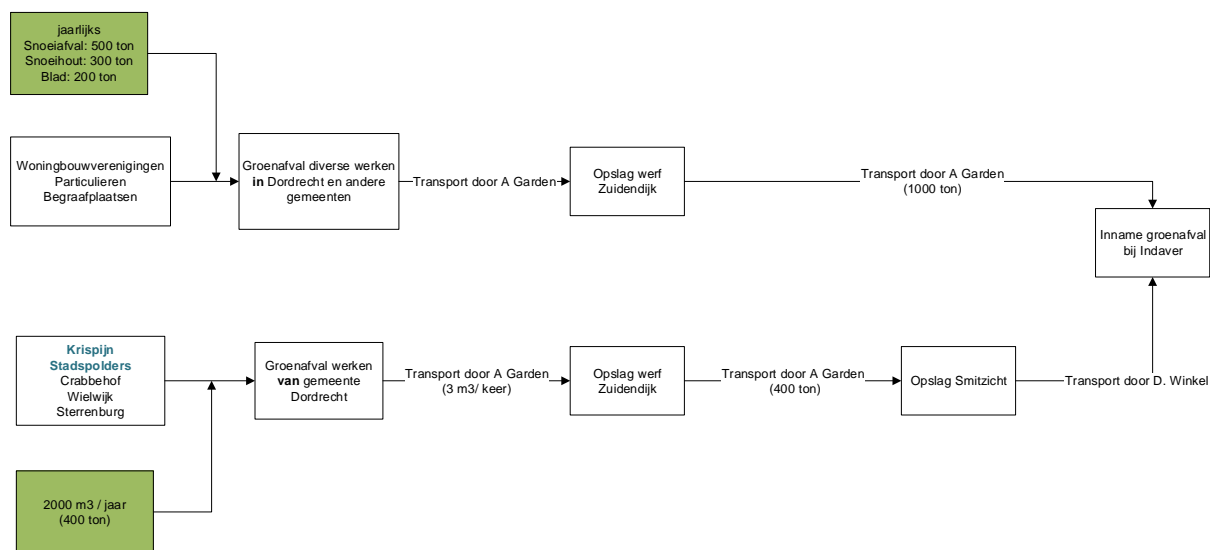 jaarlijks
Snoeiafval: 500 ton
Snoeihout: 300 ton
Blad: 200 ton
Woningbouwverenigingen
Particulieren
Begraafplaatsen
Groenafval diverse werken
in Dordrecht en andere
gemeenten
Transport door A Garden
Opslag werf
Zuidendijk
Transport door A Garden
(1000 ton)
Inname groenafval
bij Indaver
Krispijn
Stadspolders
Crabbehof
Wielwijk
Sterrenburg
Groenafval werken
van gemeente
Dordrecht
Transport door A Garden
(3 m3/ keer)
Opslag werf
Zuidendijk
Transport door A Garden
(400 ton)
Opslag Smitzicht
Transport door D. Winkel
2000 m3 / jaar
(400 ton)